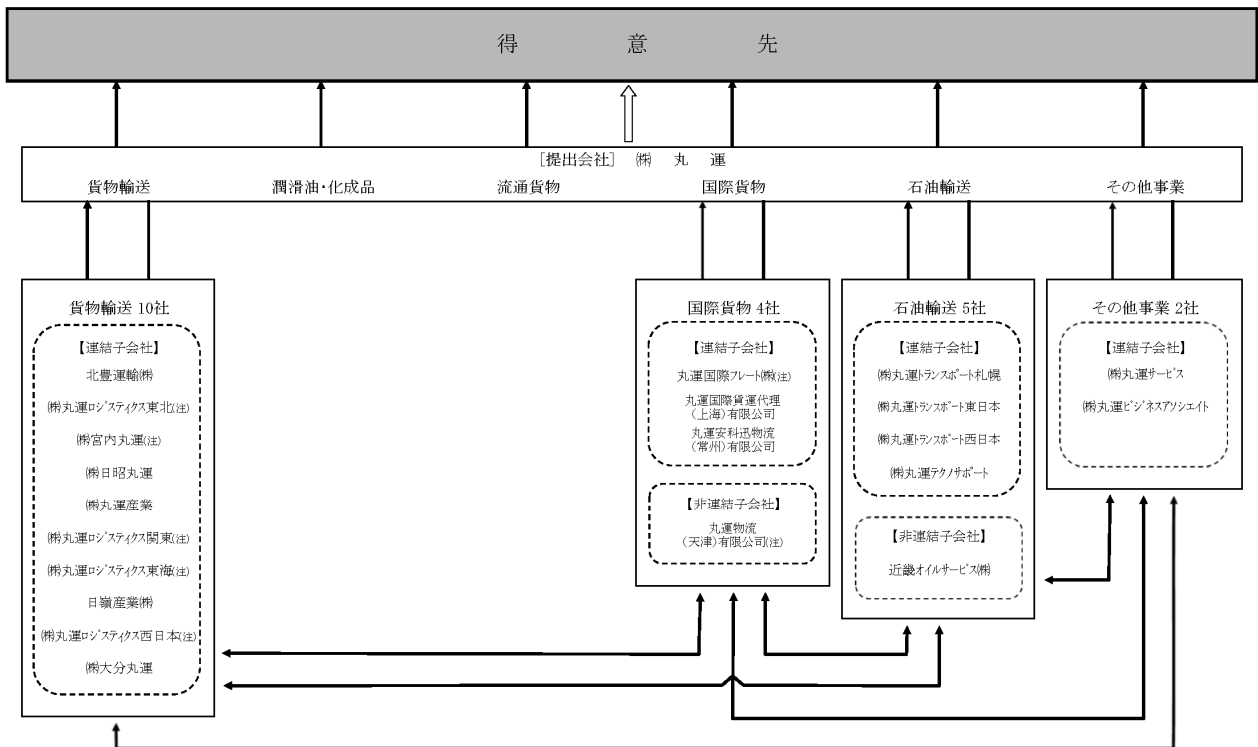 得意先
[提出会社] ㈱ 丸 運
貨物輸送
潤滑油・化成品
流通貨物
国際貨物
石油輸送
その他事業
貨物輸送 10社
【連結子会社】
北豊運輸㈱
㈱丸運ロジスティクス東北(注)
㈱宮内丸運(注)
㈱日昭丸運
㈱丸運産業
㈱丸運ロジスティクス関東(注)
㈱丸運ロジスティクス東海(注)
日嶺産業㈱
㈱丸運ロジスティクス西日本(注)
㈱大分丸運
国際貨物 4社
【連結子会社】
丸運国際フレート㈱(注)
丸運国際貨運代理
(上海)有限公司
丸運安科迅物流
(常州)有限公司
【非連結子会社】
丸運物流
(天津)有限公司(注)
石油輸送 5社
【連結子会社】
㈱丸運トランスポート札幌
㈱丸運トランスポート東日本
㈱丸運トランスポート西日本
㈱丸運テクノサポート
【非連結子会社】
近畿オイルサービス㈱
その他事業 2社
【連結子会社】
㈱丸運サービス
㈱丸運ビジネスアソシエイト